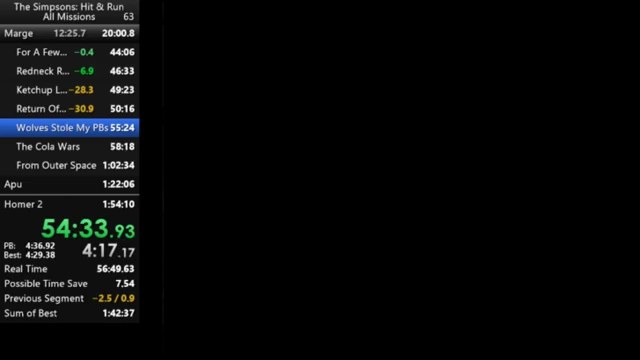 The Simpsons: Hit & Run
All Missions 63
Marge 12:25.7 20:00.8
For A Few... −0.4 44:06
Redneck R... −6.9 46:33
Ketchup L... −28.3 49:23
Return Of... −30.9 50:16
Wolves Stole My PBs 55:24
The Cola Wars 58:18
From Outer Space 1:02:34
Apu 1:22:06
Homer 2 1:54:10
54:33.93
PB: 4:36.92
Best: 4:29.38
4:17.17
Real Time 56:49.63
Possible Time Save 7.54
Previous Segment −2.5 / 0.9
Sum of Best 1:42:37